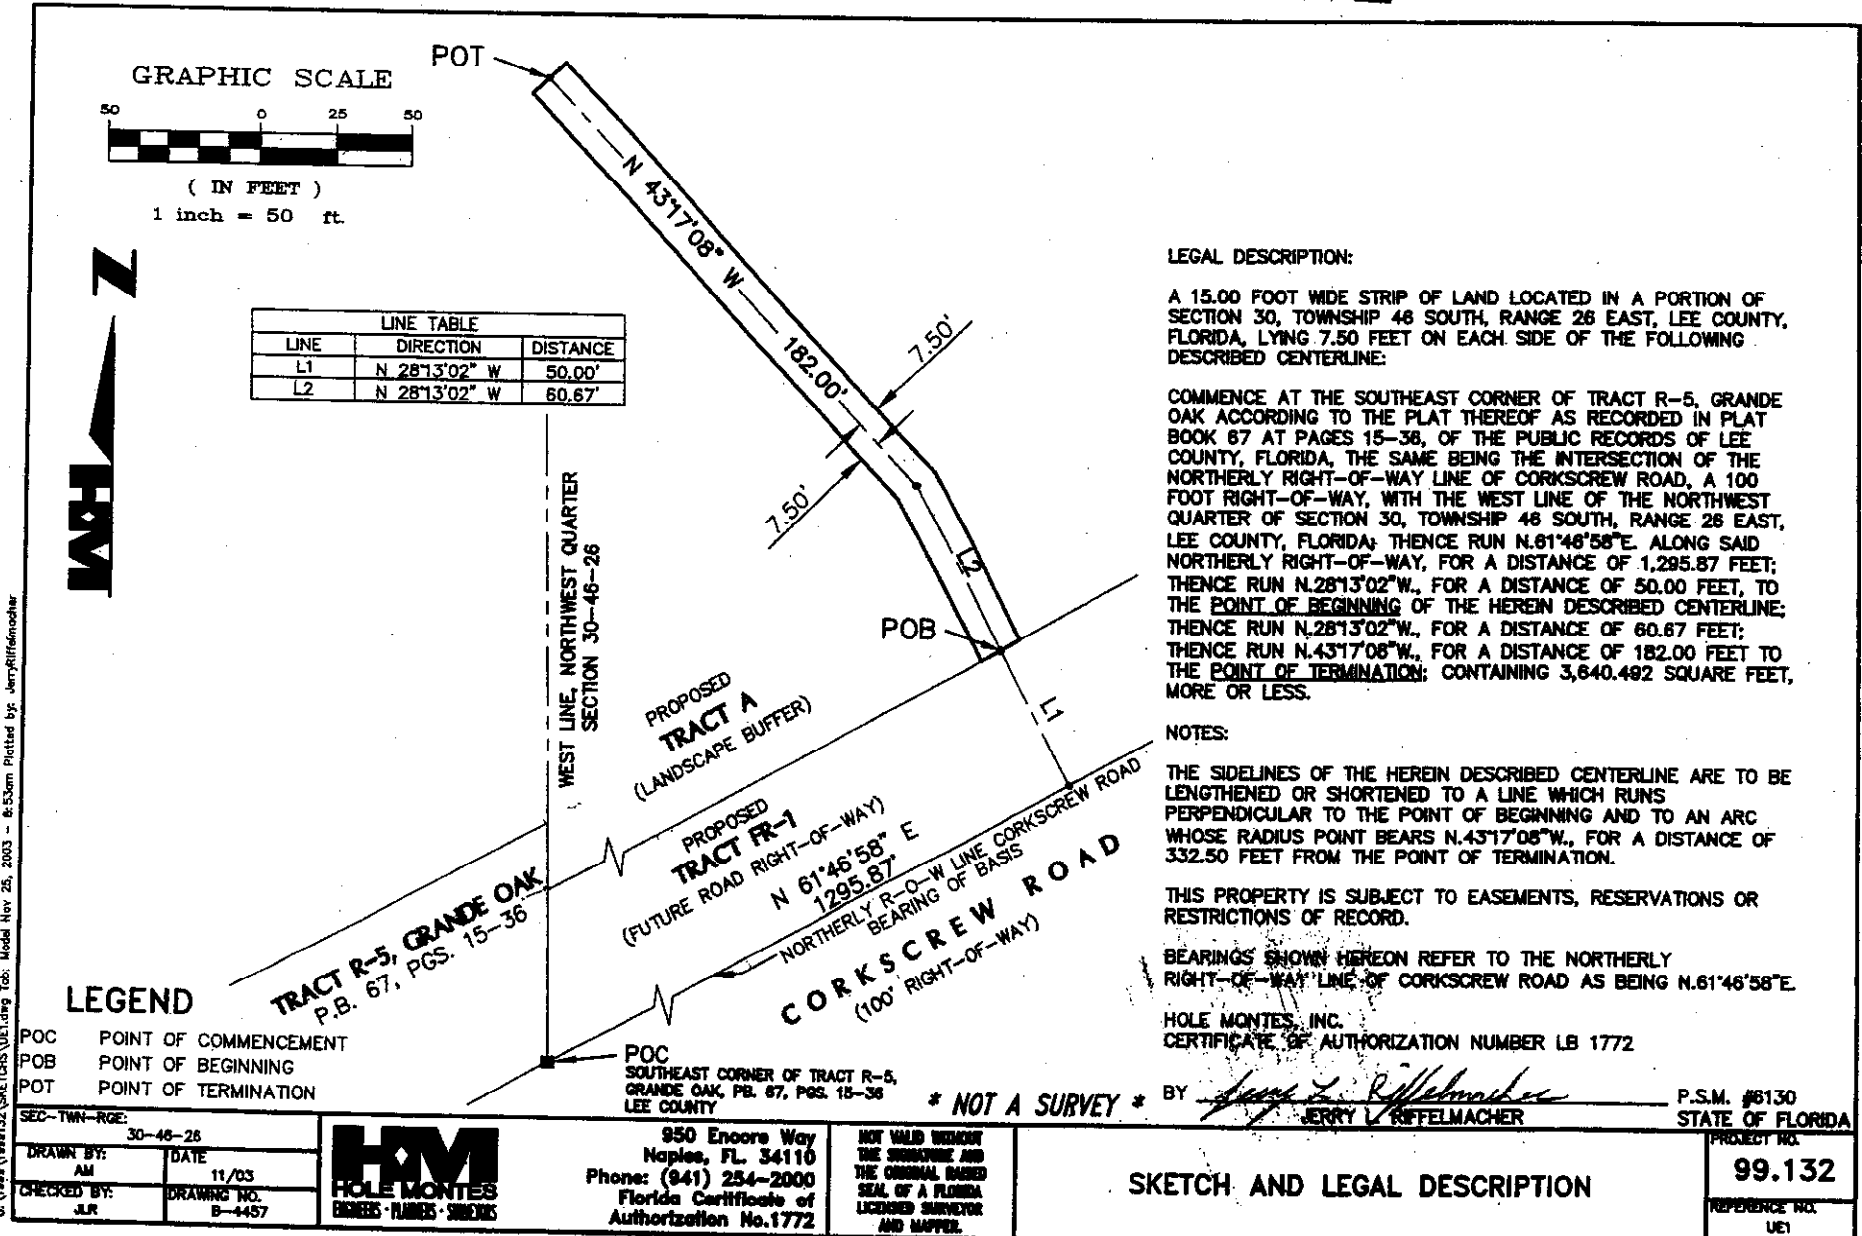 POT
GRAPHIC SCALE
50 0 25 50
( IN FEET )
1 inch = 50 ft.
Z
HM
LINE TABLE
LINE DIRECTION DISTANCE
L1 N 28°13'02" W 50.00'
L2 N 28°13'02" W 60.67'
N 43°17'08" W
182.00'
7.50'
7.50'
L2
POB
L1
WEST LINE, NORTHWEST QUARTER
SECTION 30-46-26
PROPOSED
TRACT A
(LANDSCAPE BUFFER)
PROPOSED
TRACT FR-1
(FUTURE ROAD RIGHT-OF-WAY)
N 61°46'58" E
1295.87'
NORTHERLY R-O-W LINE CORKSCREW ROAD
BEARING OF BASIS
CORKSCREW ROAD
(100' RIGHT-OF-WAY)
TRACT R-5, GRANDE OAK
P.B. 67, PGS. 15-36
POC
SOUTHEAST CORNER OF TRACT R-5,
GRANDE OAK, PB. 67, PGS. 15-36
LEE COUNTY
* NOT A SURVEY *
LEGEND
POC POINT OF COMMENCEMENT
POB POINT OF BEGINNING
POT POINT OF TERMINATION
LEGAL DESCRIPTION:
A 15.00 FOOT WIDE STRIP OF LAND LOCATED IN A PORTION OF
SECTION 30, TOWNSHIP 46 SOUTH, RANGE 26 EAST, LEE COUNTY,
FLORIDA, LYING 7.50 FEET ON EACH SIDE OF THE FOLLOWING
DESCRIBED CENTERLINE:
COMMENCE AT THE SOUTHEAST CORNER OF TRACT R-5, GRANDE
OAK ACCORDING TO THE PLAT THEREOF AS RECORDED IN PLAT
BOOK 67 AT PAGES 15-36, OF THE PUBLIC RECORDS OF LEE
COUNTY, FLORIDA, THE SAME BEING THE INTERSECTION OF THE
NORTHERLY RIGHT-OF-WAY LINE OF CORKSCREW ROAD, A 100
FOOT RIGHT-OF-WAY, WITH THE WEST LINE OF THE NORTHWEST
QUARTER OF SECTION 30, TOWNSHIP 46 SOUTH, RANGE 26 EAST,
LEE COUNTY, FLORIDA; THENCE RUN N.61°46'58"E. ALONG SAID
NORTHERLY RIGHT-OF-WAY, FOR A DISTANCE OF 1,295.87 FEET;
THENCE RUN N.28°13'02"W., FOR A DISTANCE OF 50.00 FEET, TO
THE POINT OF BEGINNING OF THE HEREIN DESCRIBED CENTERLINE;
THENCE RUN N.28°13'02"W., FOR A DISTANCE OF 60.67 FEET;
THENCE RUN N.43°17'08"W., FOR A DISTANCE OF 182.00 FEET TO
THE POINT OF TERMINATION; CONTAINING 3,640.492 SQUARE FEET,
MORE OR LESS.
NOTES:
THE SIDELINES OF THE HEREIN DESCRIBED CENTERLINE ARE TO BE
LENGTHENED OR SHORTENED TO A LINE WHICH RUNS
PERPENDICULAR TO THE POINT OF BEGINNING AND TO AN ARC
WHOSE RADIUS POINT BEARS N.43°17'08"W., FOR A DISTANCE OF
332.50 FEET FROM THE POINT OF TERMINATION.
THIS PROPERTY IS SUBJECT TO EASEMENTS, RESERVATIONS OR
RESTRICTIONS OF RECORD.
BEARINGS SHOWN HEREON REFER TO THE NORTHERLY
RIGHT-OF-WAY LINE OF CORKSCREW ROAD AS BEING N.61°46'58"E.
HOLE MONTES, INC.
CERTIFICATE OF AUTHORIZATION NUMBER LB 1772
BY Jerry L. Riffelmacher P.S.M. #6130
JERRY L. RIFFELMACHER STATE OF FLORIDA
SEC-TWN-RGE:
30-46-26
DRAWN BY:
AM
DATE
11/03
CHECKED BY:
JLR
DRAWING NO.
B-4457
HM
HOLE MONTES
ENGINEERS · PLANNERS · SURVEYORS
950 Encore Way
Naples, FL. 34110
Phone: (941) 254-2000
Florida Certificate of
Authorization No.1772
NOT VALID WITHOUT
THE SIGNATURE AND
THE ORIGINAL RAISED
SEAL OF A FLORIDA
LICENSED SURVEYOR
AND MAPPER.
SKETCH AND LEGAL DESCRIPTION
PROJECT NO.
99.132
REFERENCE NO.
UE1
Tab: Model Nov 25, 2003 - 8:53am Plotted by: JerryRiffelmacher